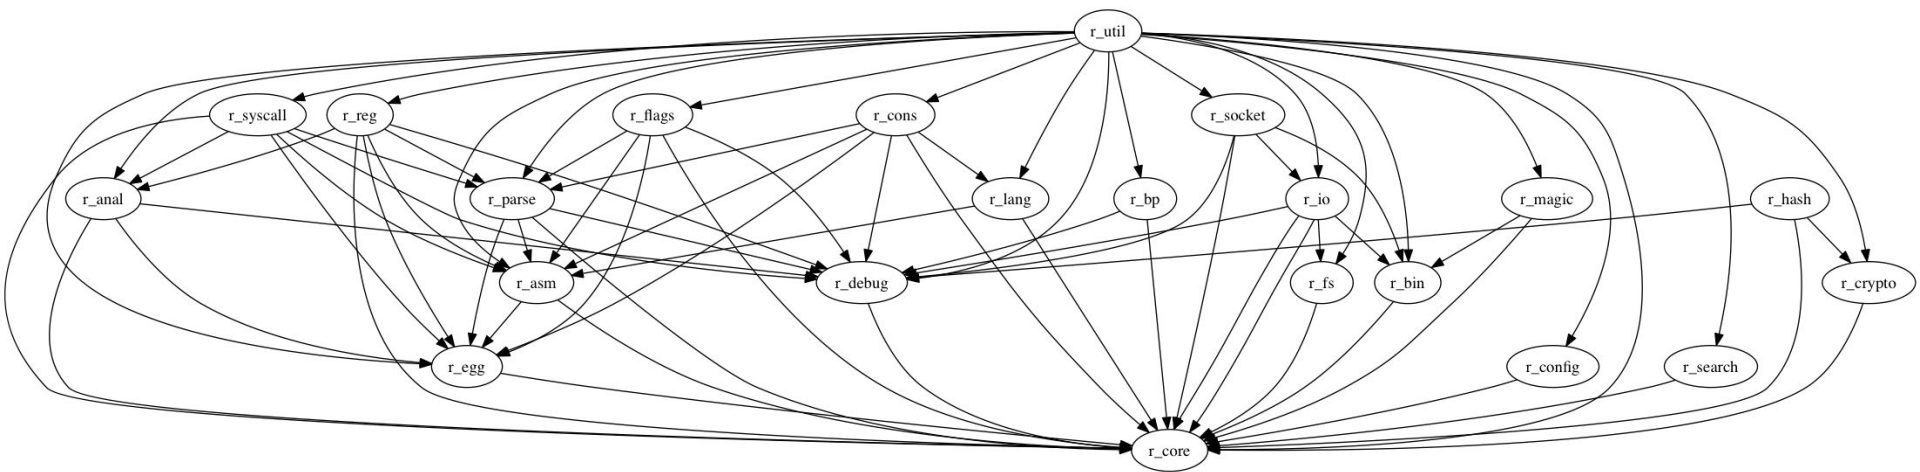 r_util
r_syscall
r_reg
r_flags
r_cons
r_socket
r_anal
r_parse
r_lang
r_bp
r_io
r_magic
r_hash
r_asm
r_debug
r_fs
r_bin
r_crypto
r_egg
r_config
r_search
r_core